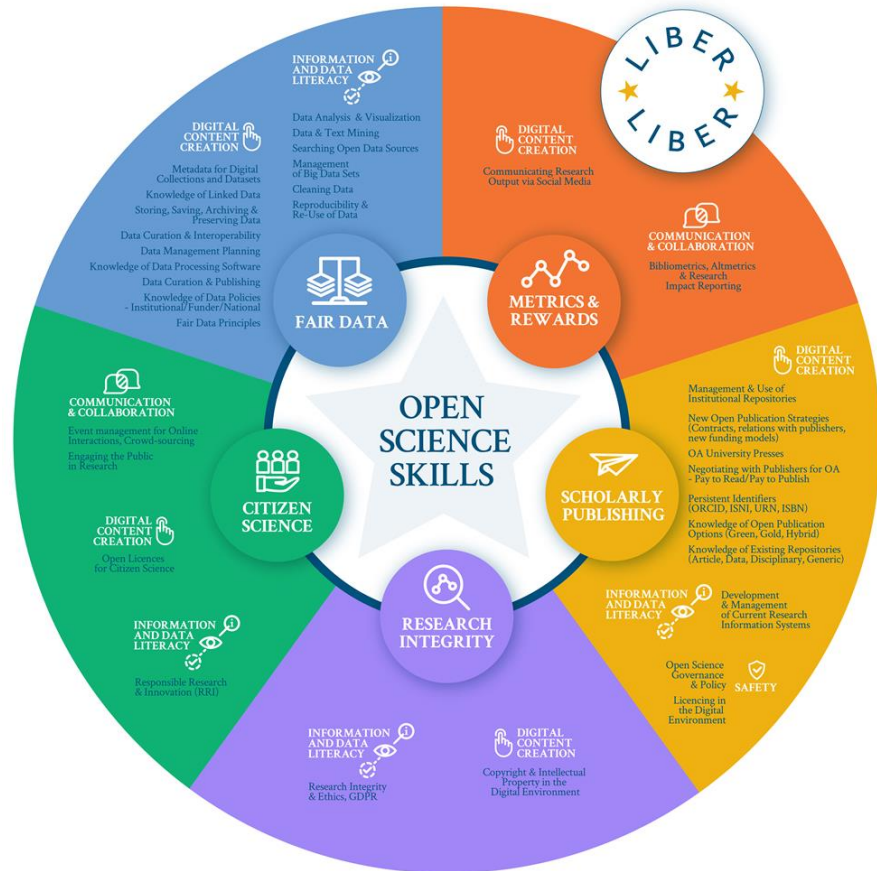 LIBER
LIBER
INFORMATION
AND DATA
LITERACY
Data Analysis & Visualization
Data & Text Mining
Searching Open Data Sources
Management
of Big Data Sets
Cleaning Data
Reproducibility &
Re-Use of Data
DIGITAL
CONTENT
CREATION
Metadata for Digital
Collections and Datasets
Knowledge of Linked Data
Storing, Saving, Archiving &
Preserving Data
Data Curation & Interoperability
Data Management Planning
Knowledge of Data Processing Software
Data Curation & Publishing
Knowledge of Data Policies
- Institutional/Funder/National
Fair Data Principles
FAIR DATA
DIGITAL
CONTENT
CREATION
Communicating Research
Output via Social Media
COMMUNICATION
& COLLABORATION
Bibliometrics, Altmetrics
& Research
Impact Reporting
METRICS &
REWARDS
OPEN
SCIENCE
SKILLS
DIGITAL
CONTENT
CREATION
Management & Use of
Institutional Repositories
New Open Publication Strategies
(Contracts, relations with publishers,
new funding models)
OA University Presses
Negotiating with Publishers for OA
- Pay to Read/Pay to Publish
Persistent Identifiers
(ORCID, ISNI, URN, ISBN)
Knowledge of Open Publication
Options (Green, Gold, Hybrid)
Knowledge of Existing Repositories
(Article, Data, Disciplinary, Generic)
SCHOLARLY
PUBLISHING
INFORMATION
AND DATA
LITERACY
Development
& Management
of Current Research
Information Systems
Open Science
Governance
& Policy
Licencing in
the Digital
Environment
SAFETY
COMMUNICATION
& COLLABORATION
Event management for Online
Interactions, Crowd-sourcing
Engaging the Public
in Research
CITIZEN
SCIENCE
DIGITAL
CONTENT
CREATION
Open Licences
for Citizen Science
INFORMATION
AND DATA
LITERACY
Responsible Research
& Innovation (RRI)
RESEARCH
INTEGRITY
INFORMATION
AND DATA
LITERACY
Research Integrity
& Ethics, GDPR
DIGITAL
CONTENT
CREATION
Copyright & Intellectual
Property in the
Digital Environment